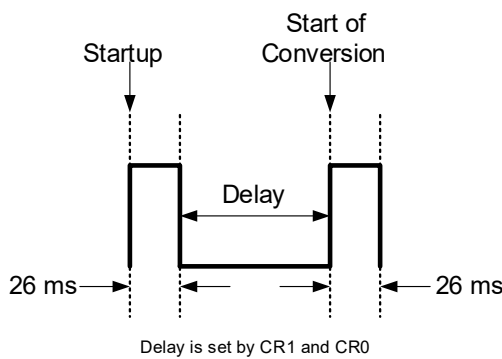 Startup
Start of
Conversion
Delay
26 ms
26 ms
Delay is set by CR1 and CR0